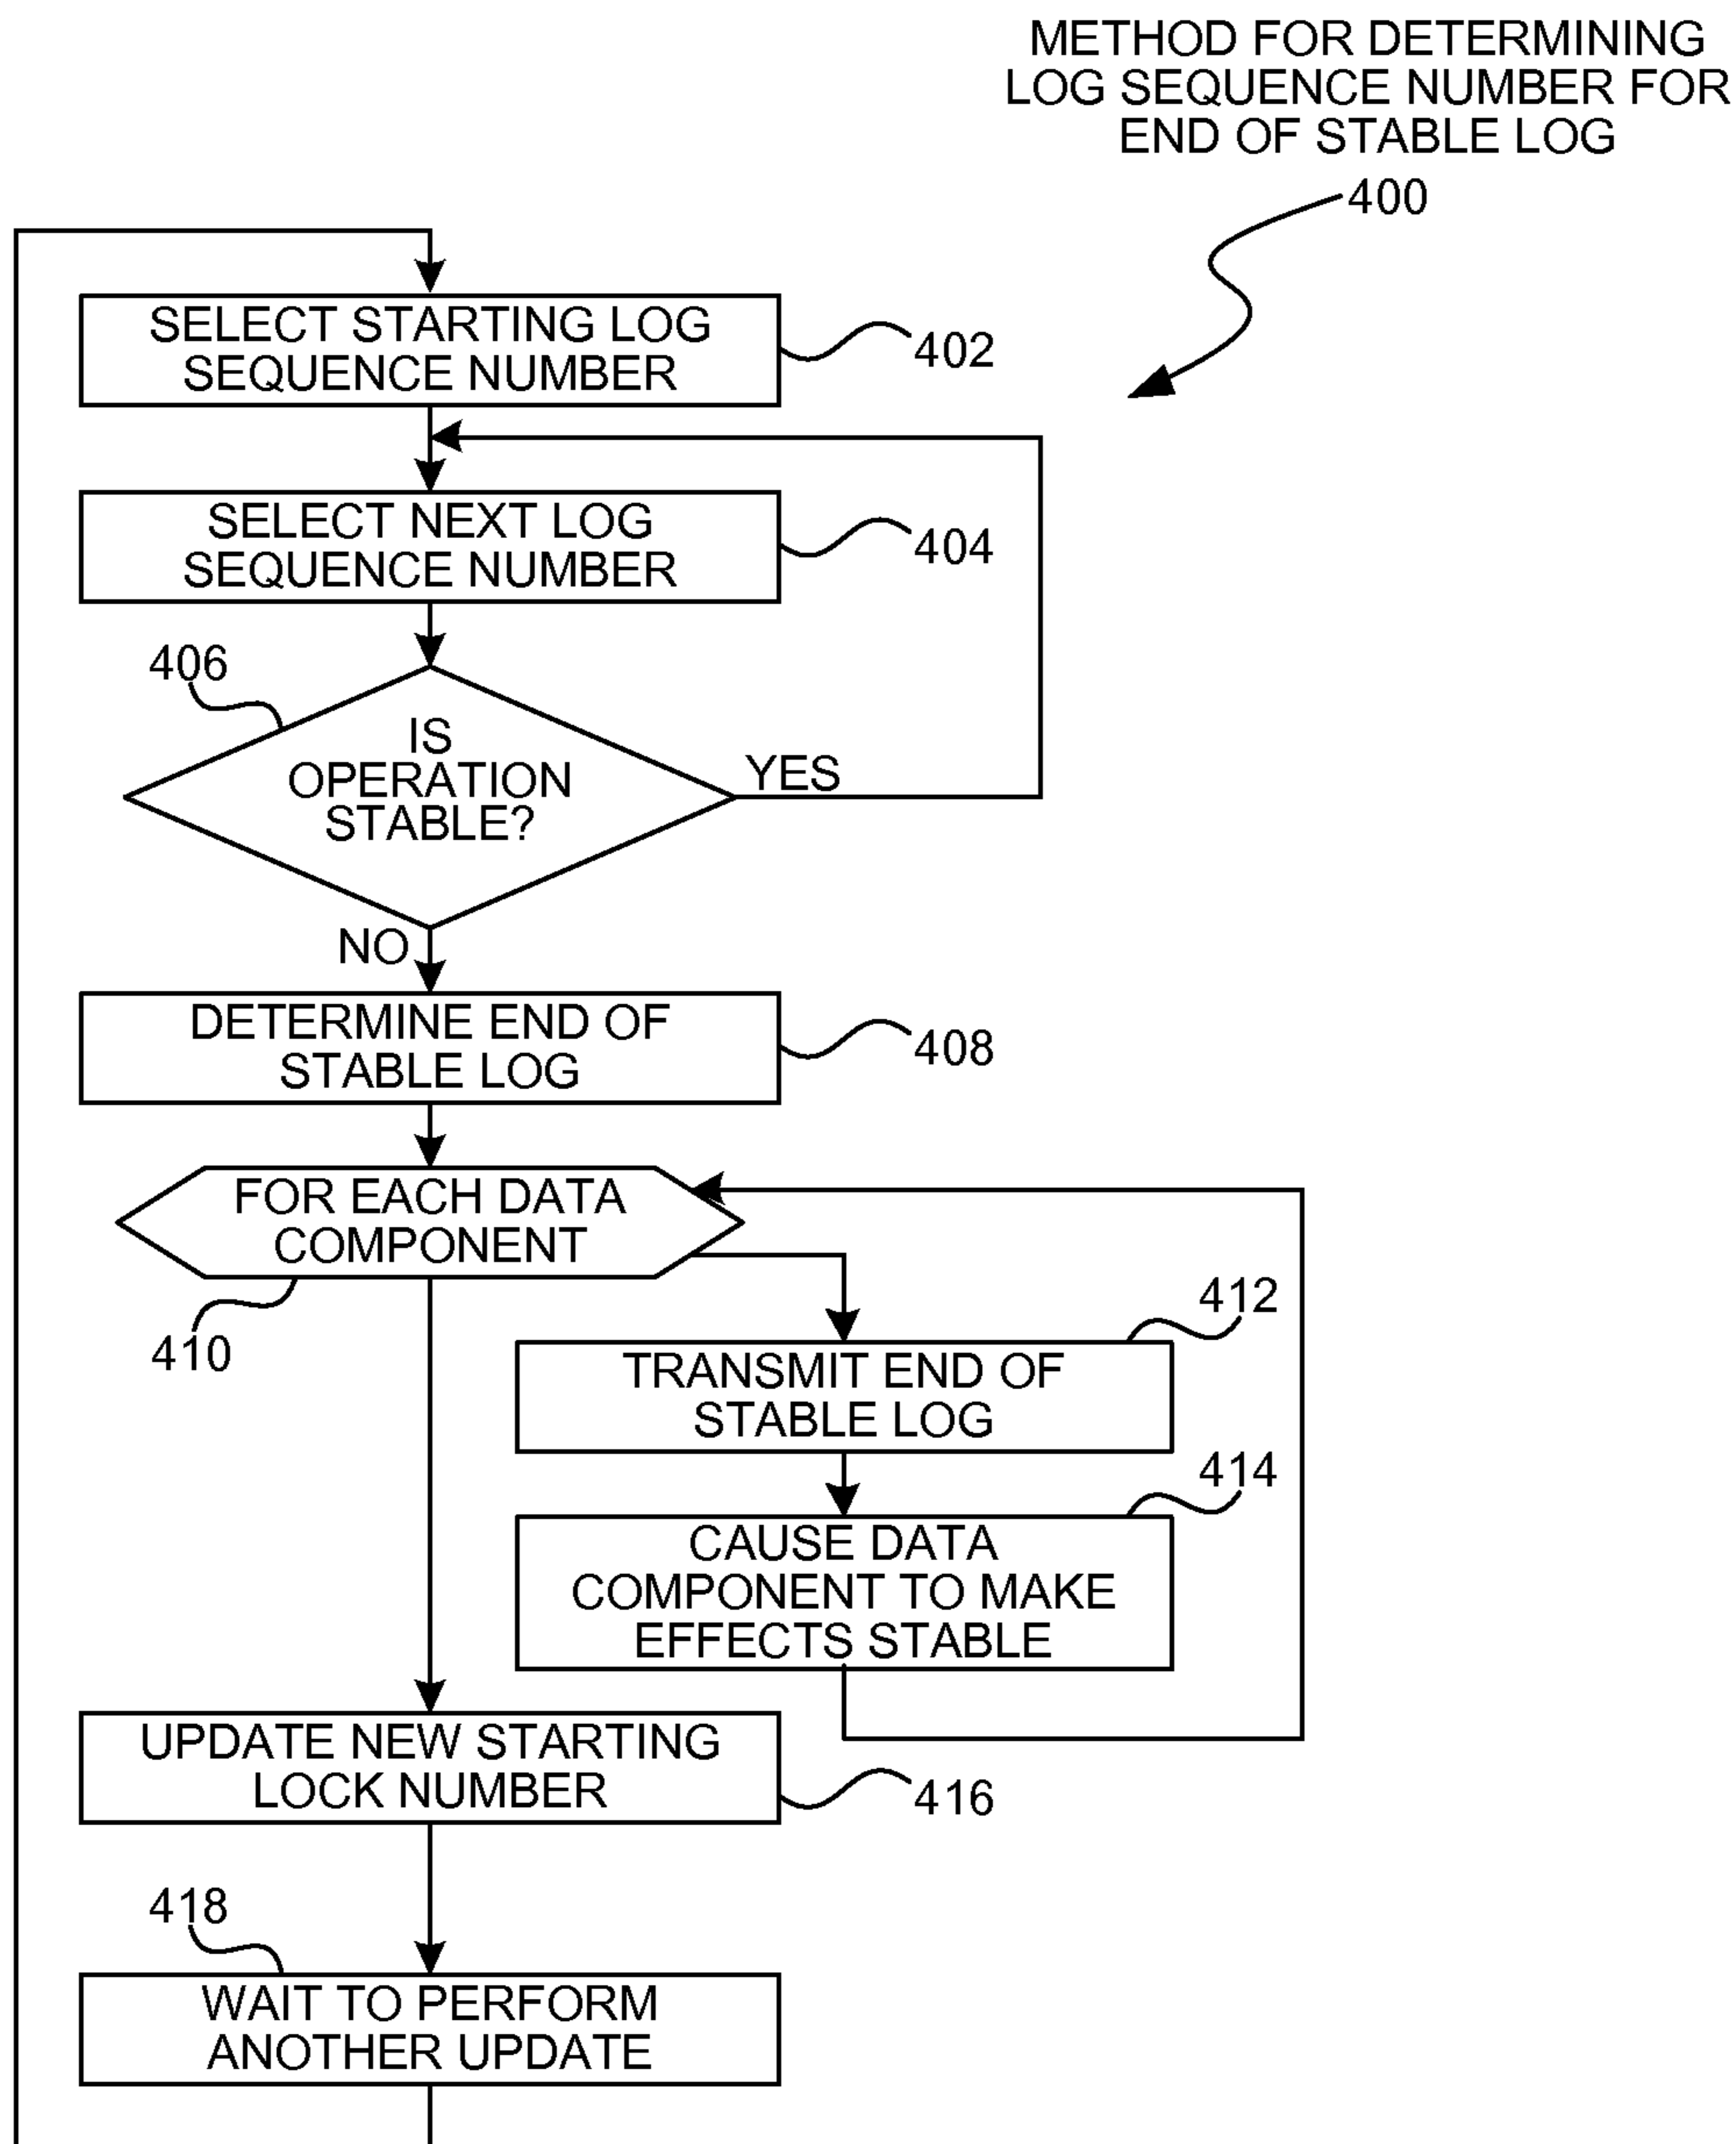 METHOD FOR DETERMINING
LOG SEQUENCE NUMBER FOR
END OF STABLE LOG
400
SELECT STARTING LOG
SEQUENCE NUMBER
402
SELECT NEXT LOG
SEQUENCE NUMBER
404
406
IS
OPERATION
STABLE?
YES
NO
DETERMINE END OF
STABLE LOG
408
FOR EACH DATA
COMPONENT
410
412
TRANSMIT END OF
STABLE LOG
414
CAUSE DATA
COMPONENT TO MAKE
EFFECTS STABLE
UPDATE NEW STARTING
LOCK NUMBER
416
418
WAIT TO PERFORM
ANOTHER UPDATE